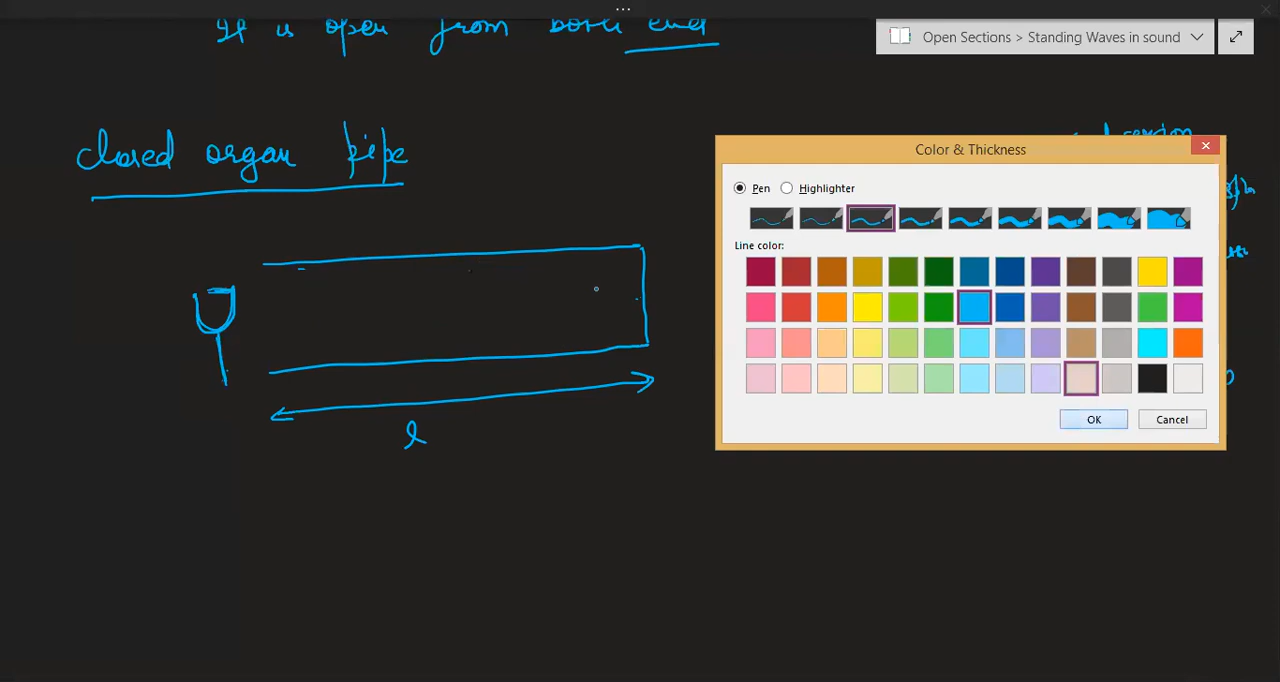 ...
It is open from both end
Open Sections > Standing Waves in sound
closed organ pipe
Color & Thickness
Pen
Highlighter
Line color:
l
OK
Cancel